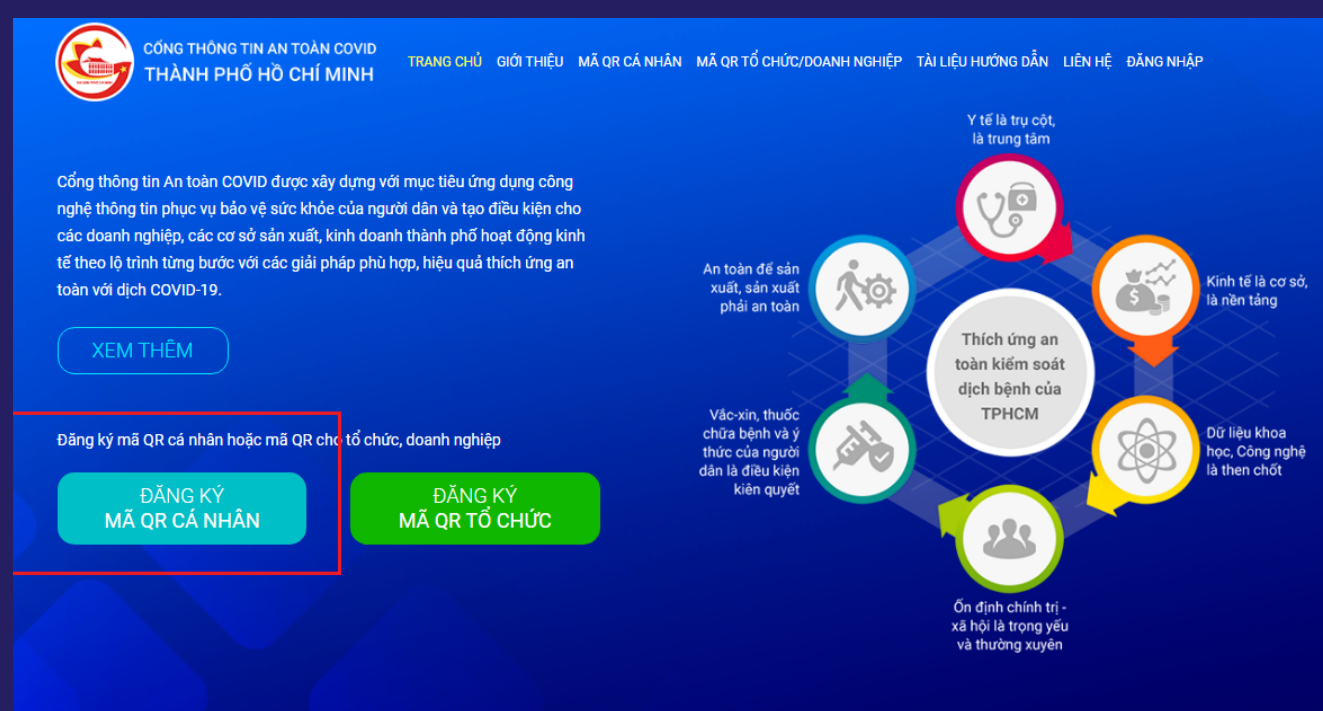 CỔNG THÔNG TIN AN TOÀN COVID
THÀNH PHỐ HỒ CHÍ MINH
TRANG CHỦ GIỚI THIỆU MÃ QR CÁ NHÂN MÃ QR TỔ CHỨC/DOANH NGHIỆP TÀI LIỆU HƯỚNG DẪN LIÊN HỆ ĐĂNG NHẬP
Cổng thông tin An toàn COVID được xây dựng với mục tiêu ứng dụng công
nghệ thông tin phục vụ bảo vệ sức khỏe của người dân và tạo điều kiện cho
các doanh nghiệp, các cơ sở sản xuất, kinh doanh thành phố hoạt động kinh
tế theo lộ trình từng bước với các giải pháp phù hợp, hiệu quả thích ứng an
toàn với dịch COVID-19.
XEM THÊM
Đăng ký mã QR cá nhân hoặc mã QR cho tổ chức, doanh nghiệp
ĐĂNG KÝ
MÃ QR CÁ NHÂN
ĐĂNG KÝ
MÃ QR TỔ CHỨC
Y tế là trụ cột,
là trung tâm
Kinh tế là cơ sở,
là nền tảng
Dữ liệu khoa
học, Công nghệ
là then chốt
Ổn định chính trị -
xã hội là trọng yếu
và thường xuyên
Vắc-xin, thuốc
chữa bệnh và ý
thức của người
dân là điều kiện
kiên quyết
An toàn để sản
xuất, sản xuất
phải an toàn
Thích ứng an
toàn kiểm soát
dịch bệnh của
TPHCM